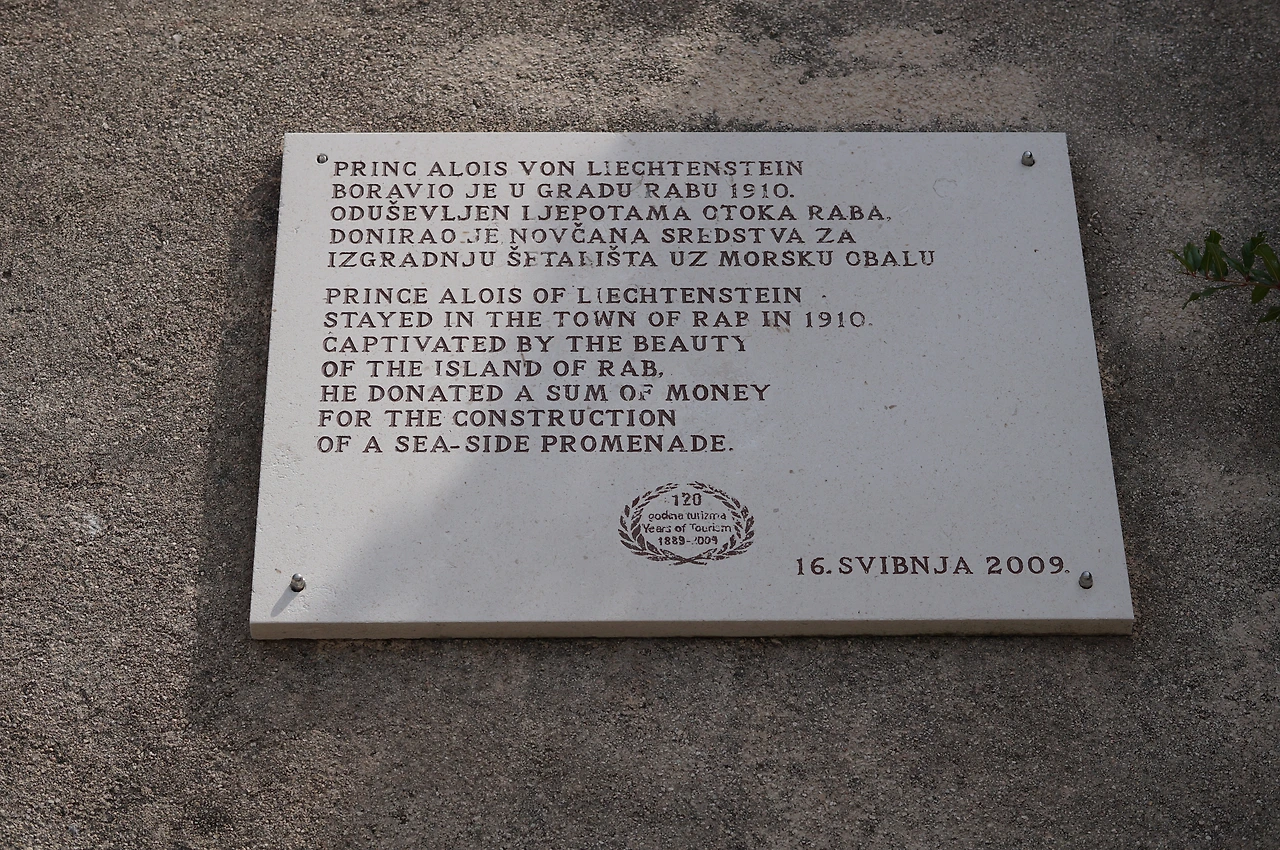 PRINC ALOIS VON LIECHTENSTEIN
BORAVIO JE U GRADU RABU 1910.
ODUŠEVLJEN LJEPOTAMA OTOKA RABA,
DONIRAO JE NOVČANA SREDSTVA ZA
IZGRADNJU ŠETALIŠTA UZ MORSKU OBALU
PRINCE ALOIS OF LIECHTENSTEIN
STAYED IN THE TOWN OF RAB IN 1910.
CAPTIVATED BY THE BEAUTY
OF THE ISLAND OF RAB,
HE DONATED A SUM OF MONEY
FOR THE CONSTRUCTION
OF A SEA-SIDE PROMENADE.
120
godina turizma
Years of Tourism
1889-2009
16. SVIBNJA 2009.